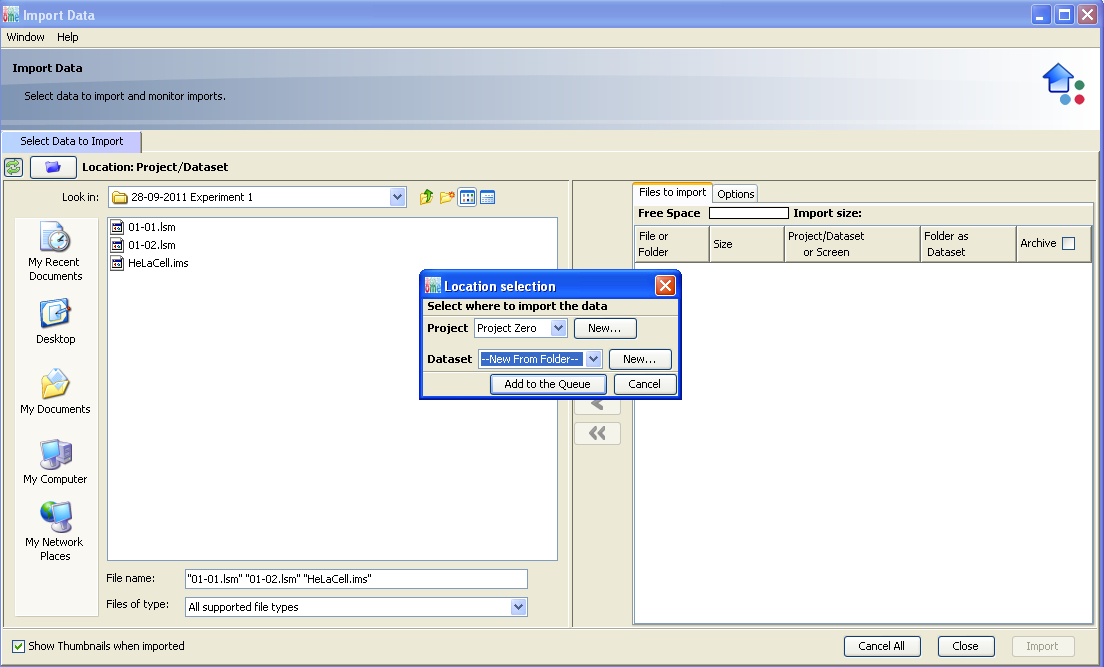 Import Data
Window Help
Import Data
Select data to import and monitor imports.
Select Data to Import
Location: Project/Dataset
Look in: 28-09-2011 Experiment 1
My Recent
Documents
Desktop
My Documents
My Computer
My Network
Places
01-01.lsm
01-02.lsm
HeLaCell.ims
File name: "01-01.lsm" "01-02.lsm" "HeLaCell.ims"
Files of type: All supported file types
Location selection
Select where to import the data
Project Project Zero New...
Dataset --New From Folder-- New...
Add to the Queue Cancel
Files to import Options
Free Space Import size:
File or
Folder
Size
Project/Dataset
or Screen
Folder as
Dataset
Archive
Show Thumbnails when imported
Cancel All Close Import